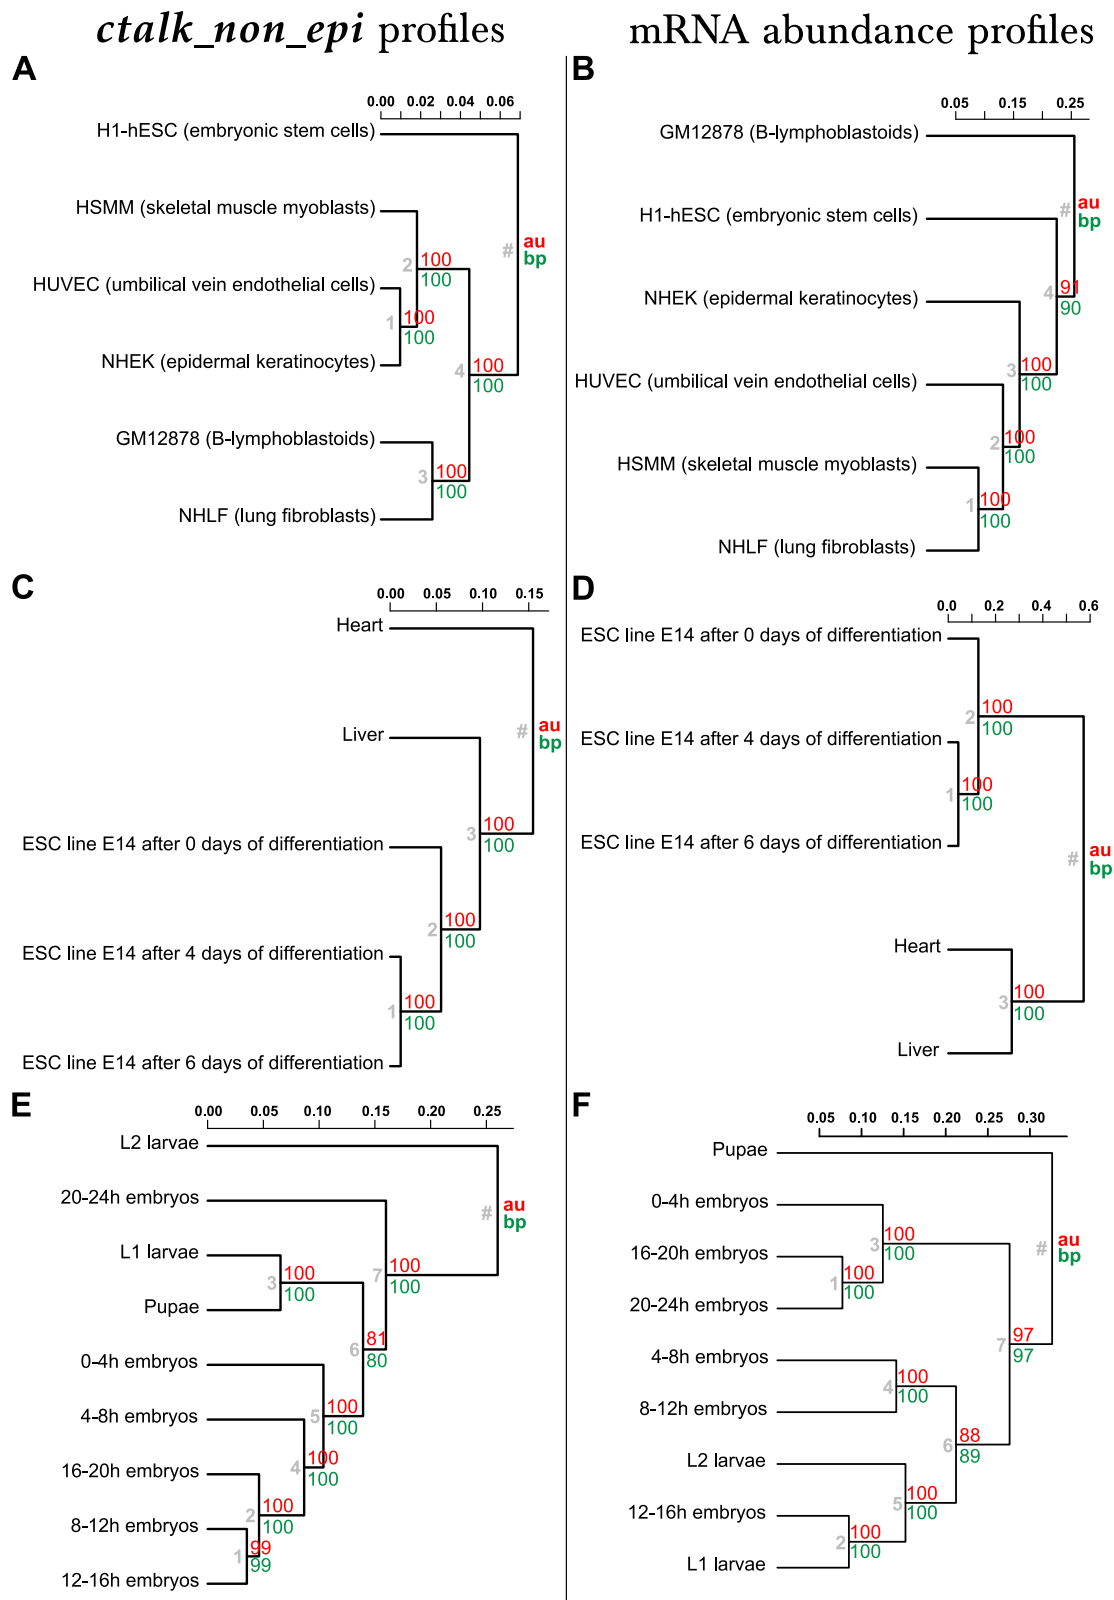 ctalk_non_epi profiles
mRNA abundance profiles
A
0.00 0.02 0.04 0.06
H1-hESC (embryonic stem cells)
HSMM (skeletal muscle myoblasts)
# au
bp
2 100
100
HUVEC (umbilical vein endothelial cells)
1 100
100
NHEK (epidermal keratinocytes)
4 100
100
GM12878 (B-lymphoblastoids)
3 100
100
NHLF (lung fibroblasts)
B
0.05 0.15 0.25
GM12878 (B-lymphoblastoids)
# au
bp
H1-hESC (embryonic stem cells)
4 91
90
NHEK (epidermal keratinocytes)
3 100
100
HUVEC (umbilical vein endothelial cells)
2 100
100
HSMM (skeletal muscle myoblasts)
1 100
100
NHLF (lung fibroblasts)
C
0.00 0.05 0.10 0.15
Heart
# au
bp
Liver
3 100
100
ESC line E14 after 0 days of differentiation
2 100
100
ESC line E14 after 4 days of differentiation
1 100
100
ESC line E14 after 6 days of differentiation
D
0.0 0.2 0.4 0.6
ESC line E14 after 0 days of differentiation
2 100
100
ESC line E14 after 4 days of differentiation
1 100
100
ESC line E14 after 6 days of differentiation
# au
bp
Heart
3 100
100
Liver
E
0.00 0.05 0.10 0.15 0.20 0.25
L2 larvae
20-24h embryos
# au
bp
L1 larvae
7 100
100
3 100
100
Pupae
6 81
80
0-4h embryos
5 100
100
4-8h embryos
4 100
100
16-20h embryos
2 100
100
8-12h embryos
1 99
99
12-16h embryos
F
0.05 0.10 0.15 0.20 0.25 0.30
Pupae
0-4h embryos
3 100
100
# au
bp
16-20h embryos
1 100
100
20-24h embryos
7 97
97
4-8h embryos
4 100
100
8-12h embryos
6 88
89
L2 larvae
5 100
100
12-16h embryos
2 100
100
L1 larvae